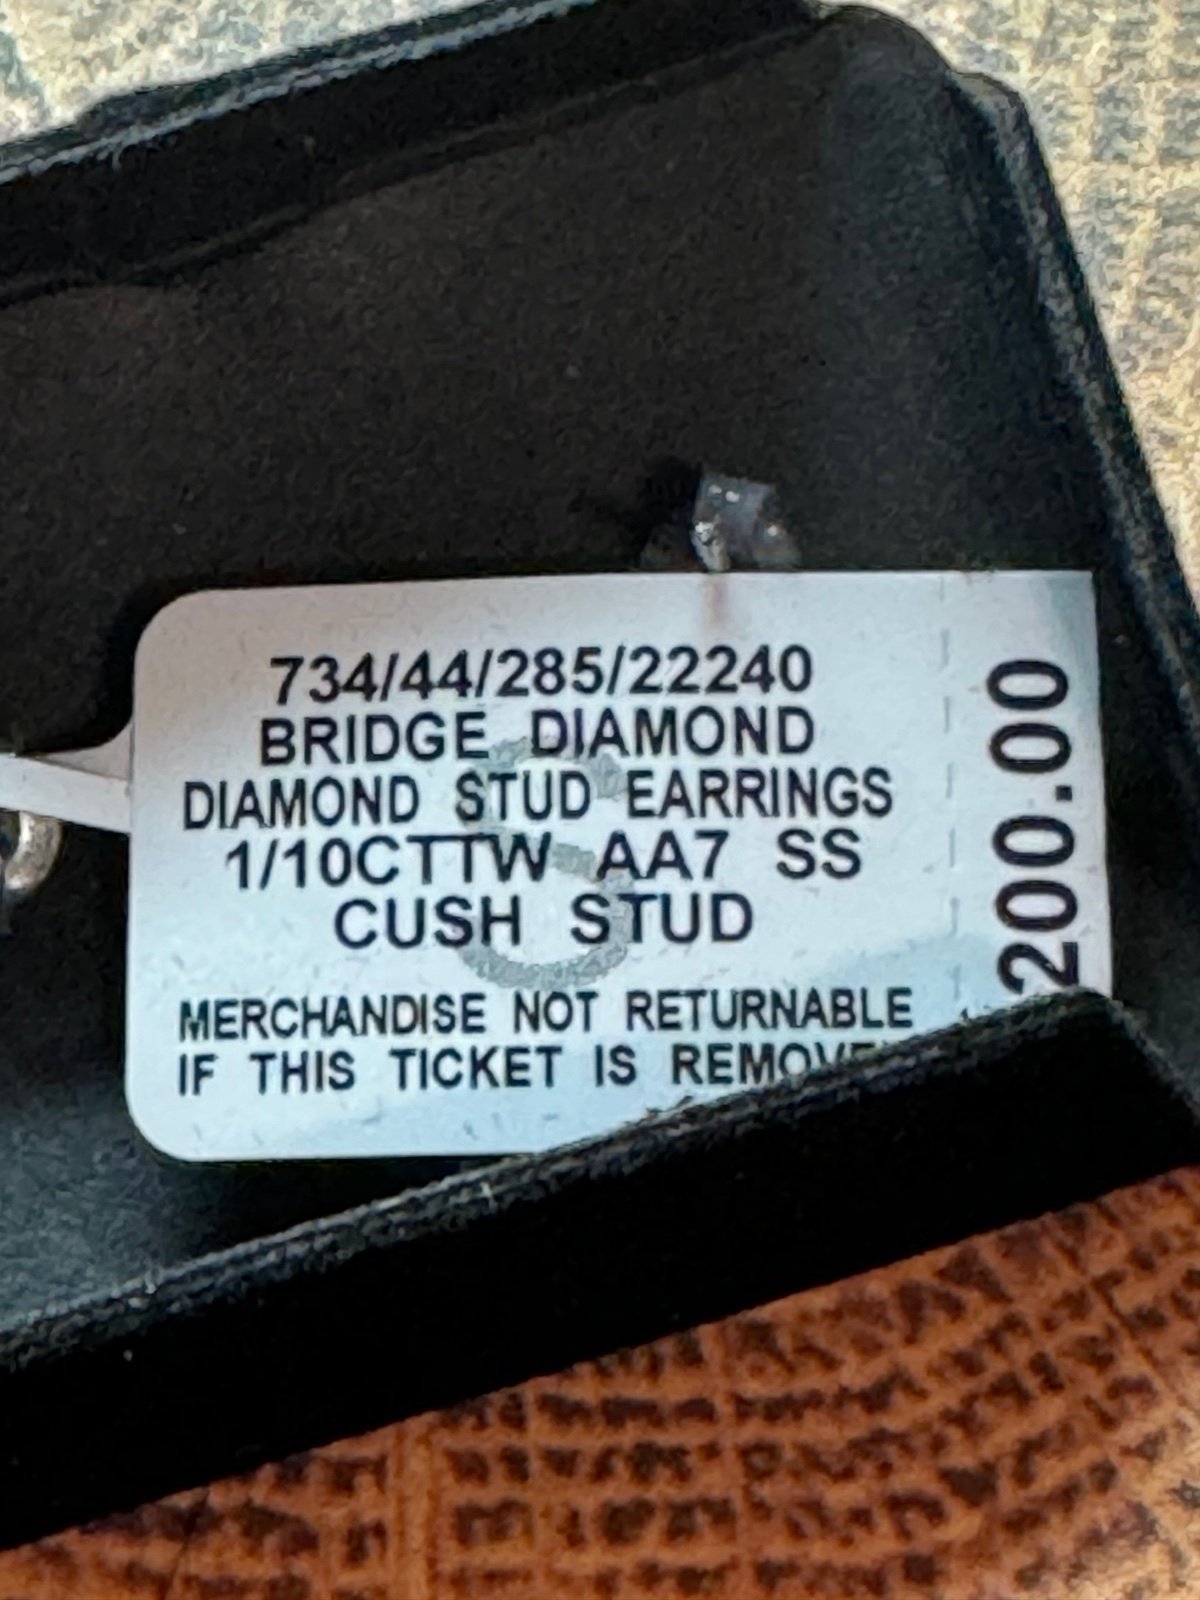 734/44/285/22240
BRIDGE DIAMOND
DIAMOND STUD EARRINGS
1/10CTTW AA7 SS
CUSH STUD
MERCHANDISE NOT RETURNABLE
IF THIS TICKET IS
200.00